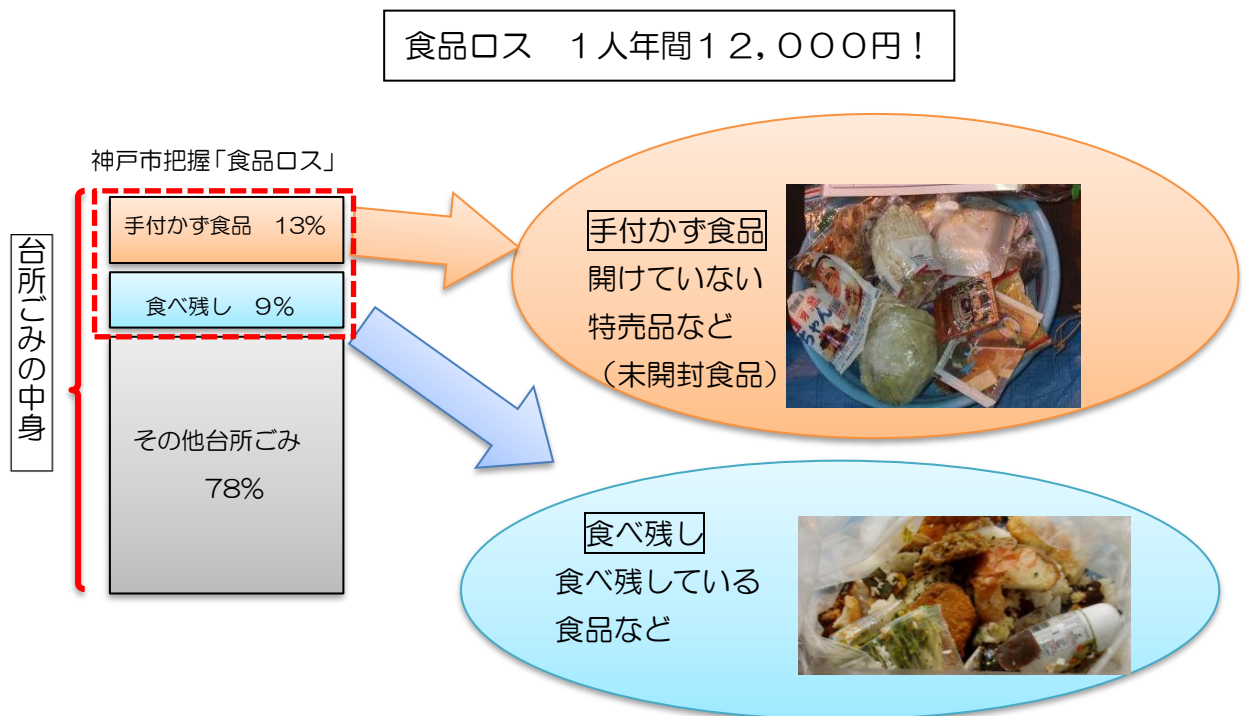 食品ロス　１人年間１２，０００円！
神戸市把握「食品ロス」
手付かず食品　13%
食べ残し　9%
その他台所ごみ
78%
台所ごみの中身
手付かず食品
開けていない
特売品など
（未開封食品）
食べ残し
食べ残している
食品など